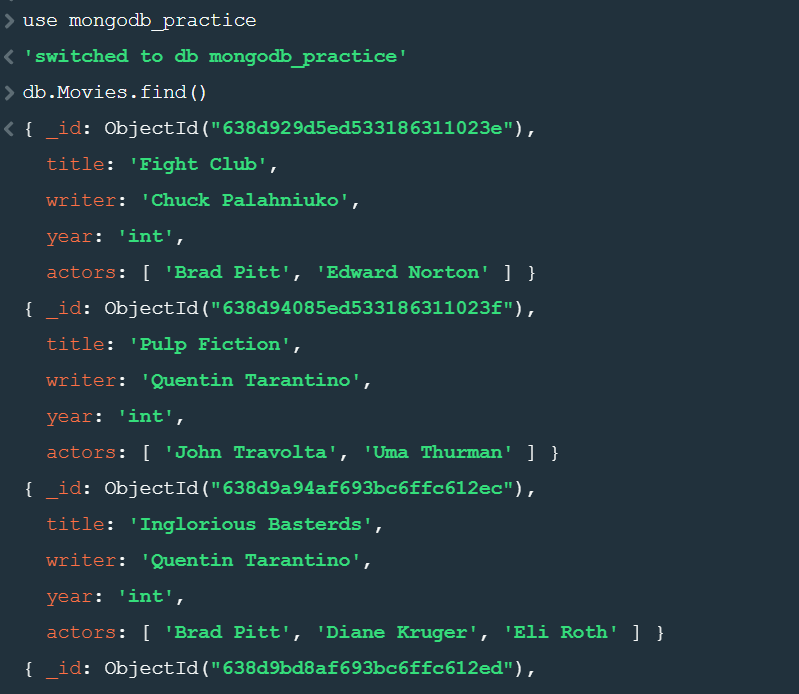 > use mongodb_practice
< 'switched to db mongodb_practice'
> db.Movies.find()
< { _id: ObjectId("638d929d5ed533186311023e"),
title: 'Fight Club',
writer: 'Chuck Palahniuko',
year: 'int',
actors: [ 'Brad Pitt', 'Edward Norton' ] }
{ _id: ObjectId("638d94085ed533186311023f"),
title: 'Pulp Fiction',
writer: 'Quentin Tarantino',
year: 'int',
actors: [ 'John Travolta', 'Uma Thurman' ] }
{ _id: ObjectId("638d9a94af693bc6ffc612ec"),
title: 'Inglorious Basterds',
writer: 'Quentin Tarantino',
year: 'int',
actors: [ 'Brad Pitt', 'Diane Kruger', 'Eli Roth' ] }
{ _id: ObjectId("638d9bd8af693bc6ffc612ed"),